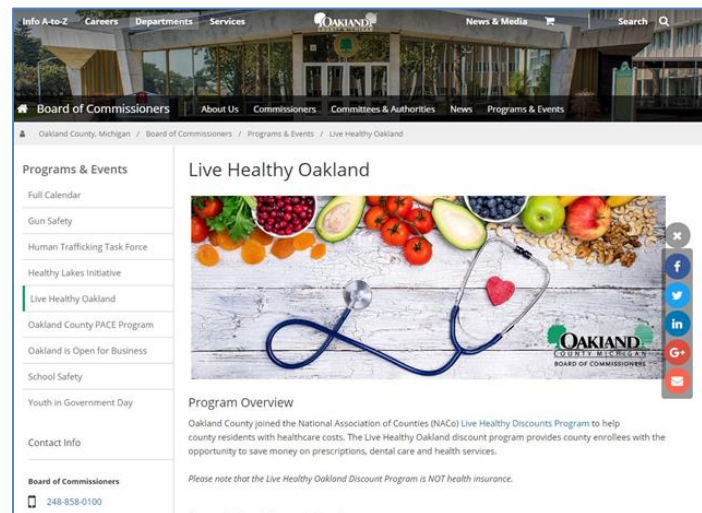 Info A-to-Z Careers Departments Services OAKLAND News & Media Search
COUNTY MICHIGAN
Board of Commissioners About Us Commissioners Committees & Authorities News Programs & Events
Oakland County, Michigan / Board of Commissioners / Programs & Events / Live Healthy Oakland
Programs & Events
Full Calendar
Gun Safety
Human Trafficking Task Force
Healthy Lakes Initiative
Live Healthy Oakland
Oakland County PACE Program
Oakland is Open for Business
School Safety
Youth in Government Day
Contact Info
Board of Commissioners
248-858-0100
Live Healthy Oakland
OAKLAND
COUNTY MICHIGAN
BOARD OF COMMISSIONERS
f
in
G+
Program Overview
Oakland County joined the National Association of Counties (NACo) Live Healthy Discounts Program to help
county residents with healthcare costs. The Live Healthy Oakland discount program provides county enrollees with the
opportunity to save money on prescriptions, dental care and health services.
Please note that the Live Healthy Oakland Discount Program is NOT health insurance.